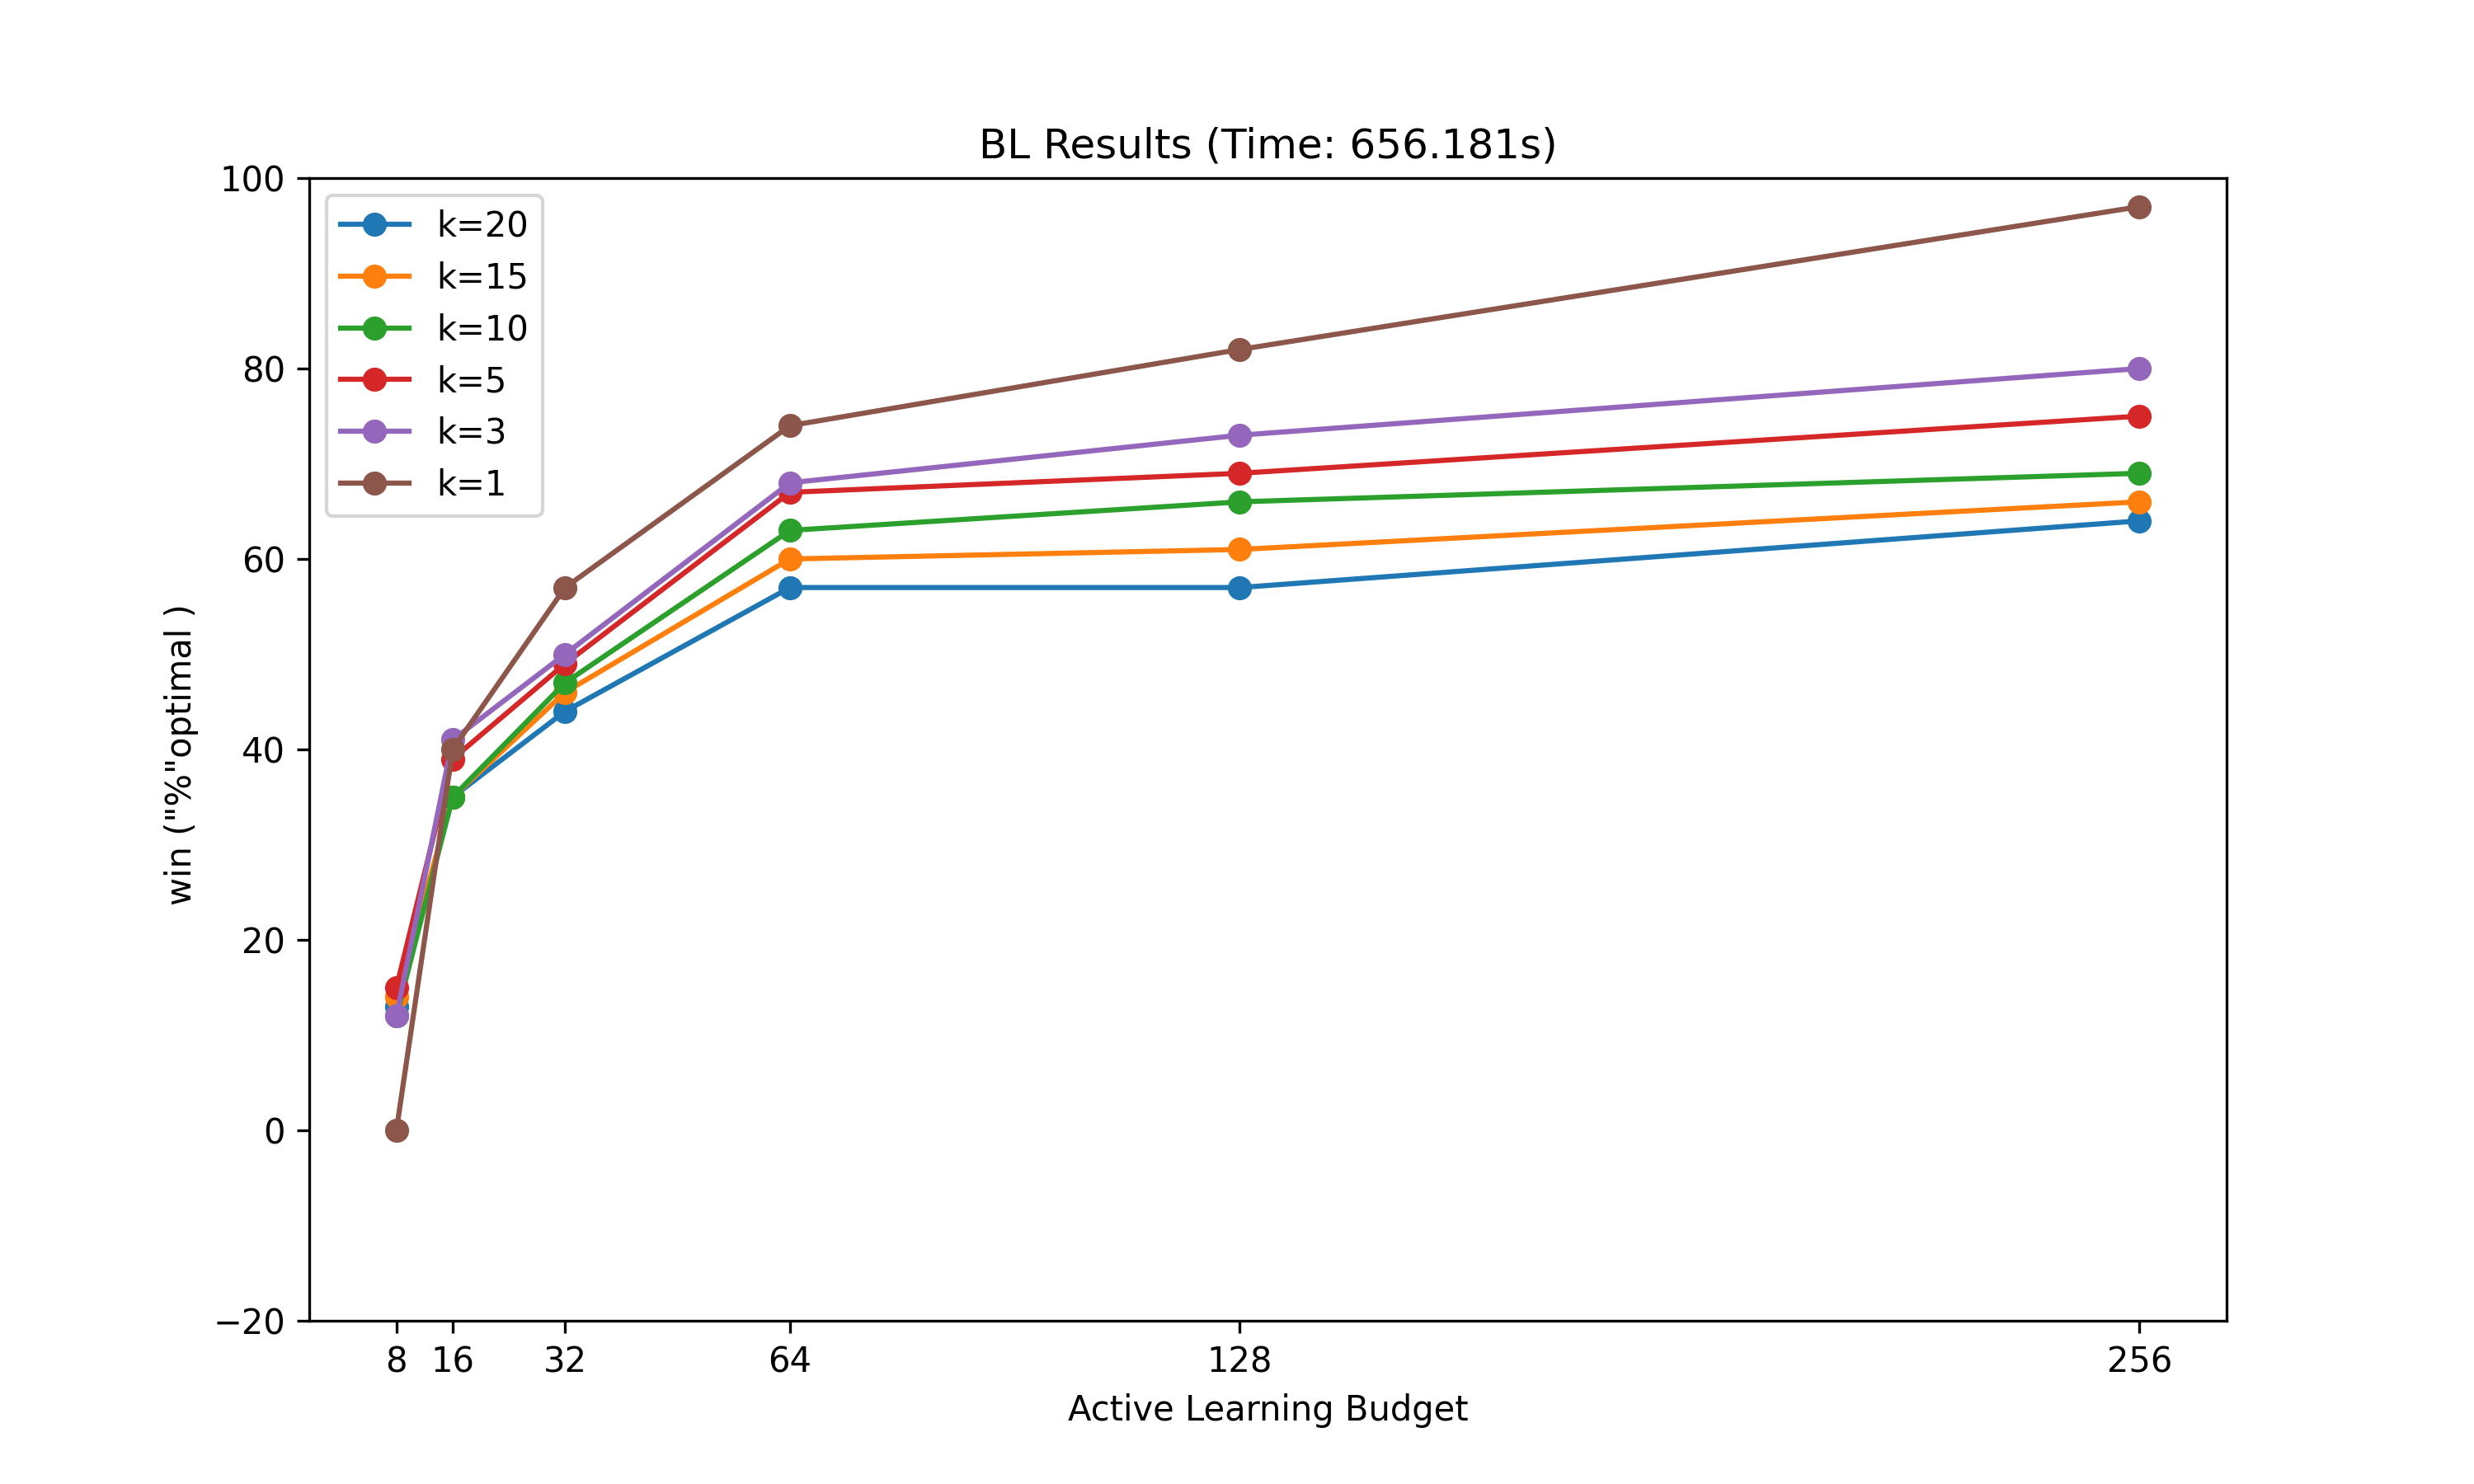 BL Results (Time: 656.181s)
100
80
60
40
20
0
−20
win ("%"optimal )
k=20
k=15
k=10
k=5
k=3
k=1
8 16 32 64 128 256
Active Learning Budget